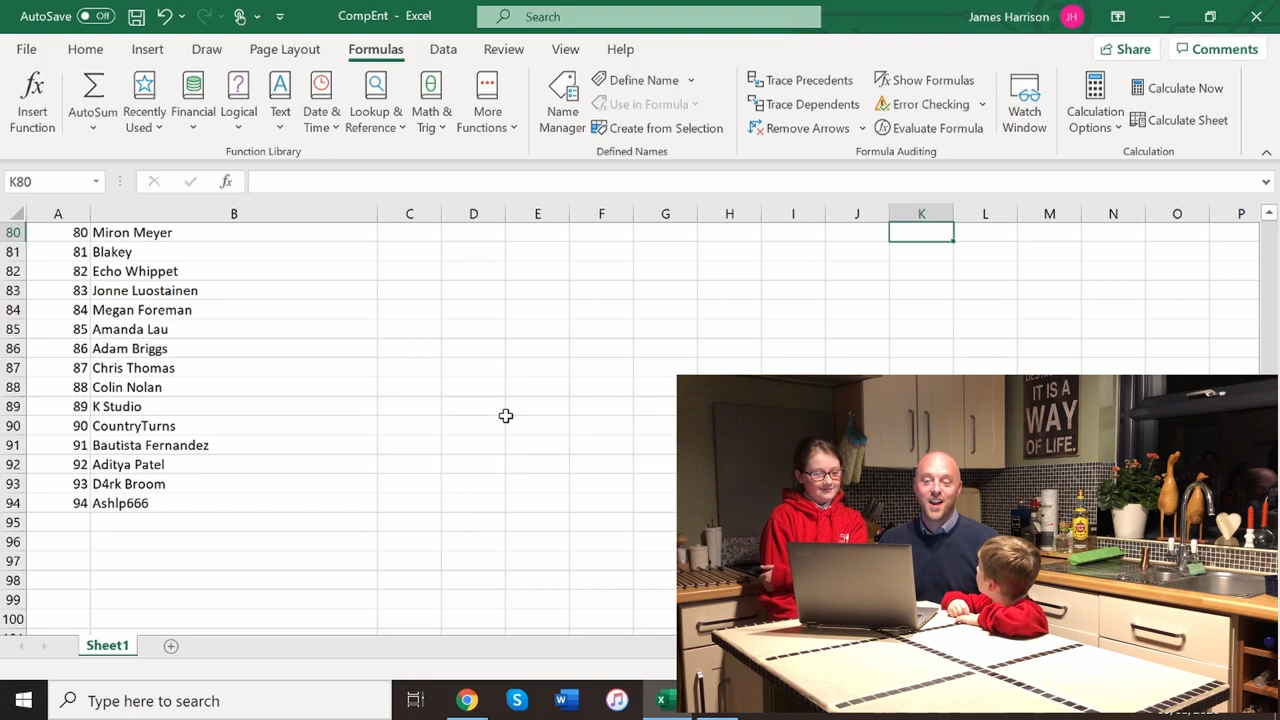 AutoSave Off CompEnt - Excel Search James Harrison JH
File Home Insert Draw Page Layout Formulas Data Review View Help Share Comments
Insert Function AutoSum Recently Used Financial Logical Text Date & Time Lookup & Reference Math & Trig More Functions
Function Library
Name Manager Define Name Use in Formula Create from Selection
Defined Names
Trace Precedents Show Formulas
Trace Dependents Error Checking
Remove Arrows Evaluate Formula
Watch Window
Formula Auditing
Calculation Options Calculate Now Calculate Sheet
Calculation
K80 fx
A B C D E F G H I J K L M N O P
80 80 Miron Meyer
81 81 Blakey
82 82 Echo Whippet
83 83 Jonne Luostainen
84 84 Megan Foreman
85 85 Amanda Lau
86 86 Adam Briggs
87 87 Chris Thomas
88 88 Colin Nolan
89 89 K Studio
90 90 CountryTurns
91 91 Bautista Fernandez
92 92 Aditya Patel
93 93 D4rk Broom
94 94 Ashlp666
95
96
97
98
99
100
IT IS A
WAY
OF LIFE.
Sheet1
Type here to search